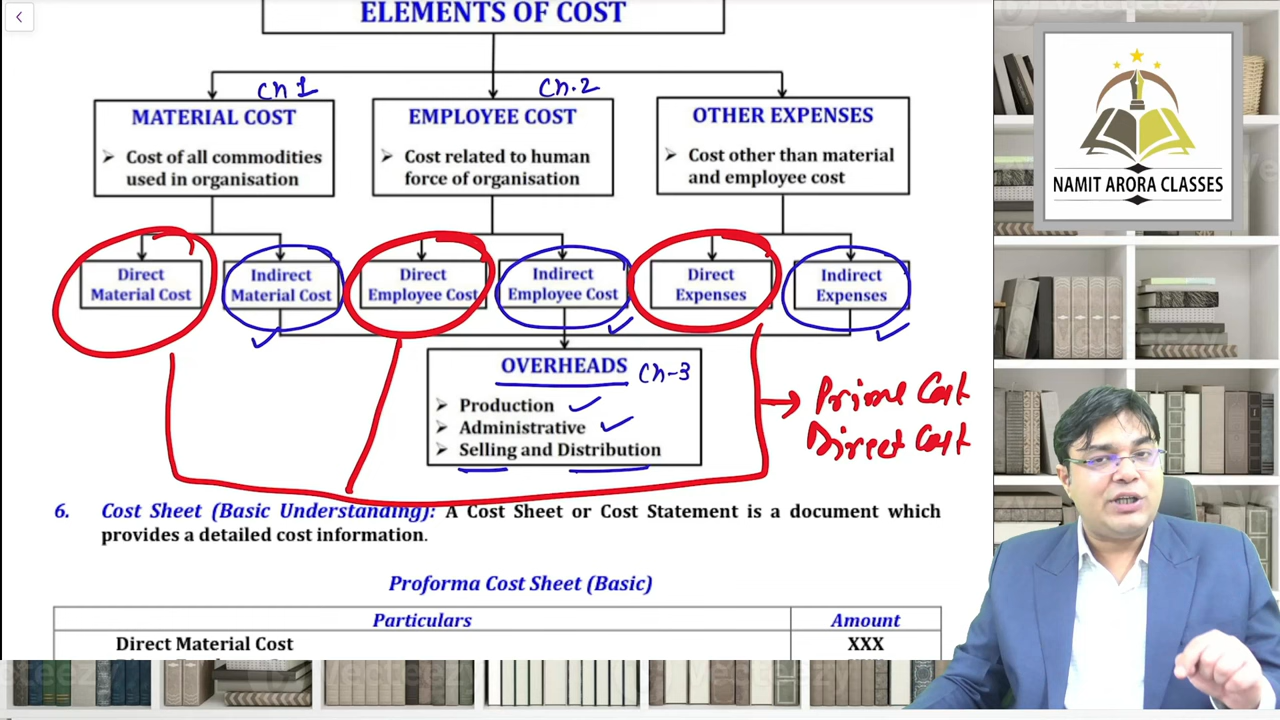 ELEMENTS OF COST
Ch 1
Ch.2
MATERIAL COST
➢ Cost of all commodities
used in organisation
EMPLOYEE COST
➢ Cost related to human
force of organisation
OTHER EXPENSES
➢ Cost other than material
and employee cost
Direct
Material Cost
Indirect
Material Cost
Direct
Employee Cost
Indirect
Employee Cost
Direct
Expenses
Indirect
Expenses
OVERHEADS
Ch-3
➢ Production
➢ Administrative
➢ Selling and Distribution
Prime Cost
Direct Cost
6. Cost Sheet (Basic Understanding): A Cost Sheet or Cost Statement is a document which
provides a detailed cost information.
Proforma Cost Sheet (Basic)
Particulars Amount
Direct Material Cost XXX
NAMIT ARORA CLASSES